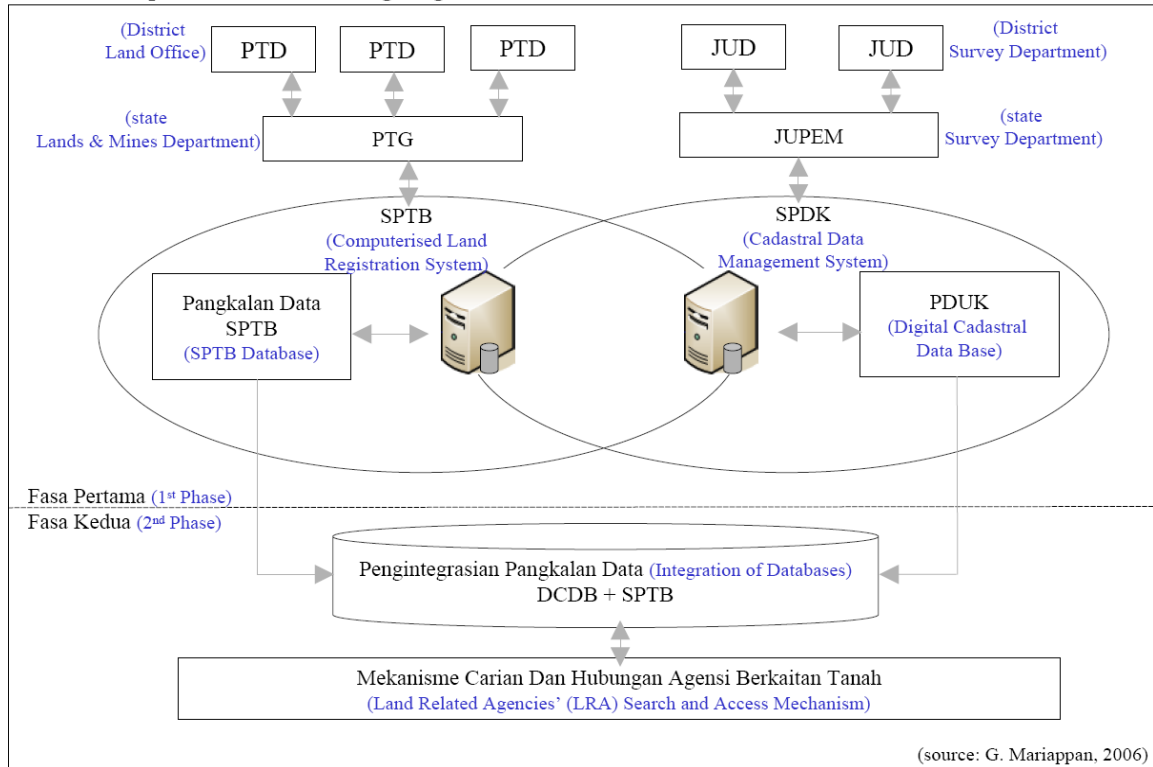 (District
Land Office)
PTD
PTD
PTD
JUD
JUD
(District
Survey Department)
(state
Lands & Mines Department)
PTG
JUPEM
(state
Survey Department)
SPTB
(Computerised Land
Registration System)
SPDK
(Cadastral Data
Management System)
Pangkalan Data
SPTB
(SPTB Database)
PDUK
(Digital Cadastral
Data Base)
Fasa Pertama (1st Phase)
Fasa Kedua (2nd Phase)
Pengintegrasian Pangkalan Data (Integration of Databases)
DCDB + SPTB
Mekanisme Carian Dan Hubungan Agensi Berkaitan Tanah
(Land Related Agencies' (LRA) Search and Access Mechanism)
(source: G. Mariappan, 2006)